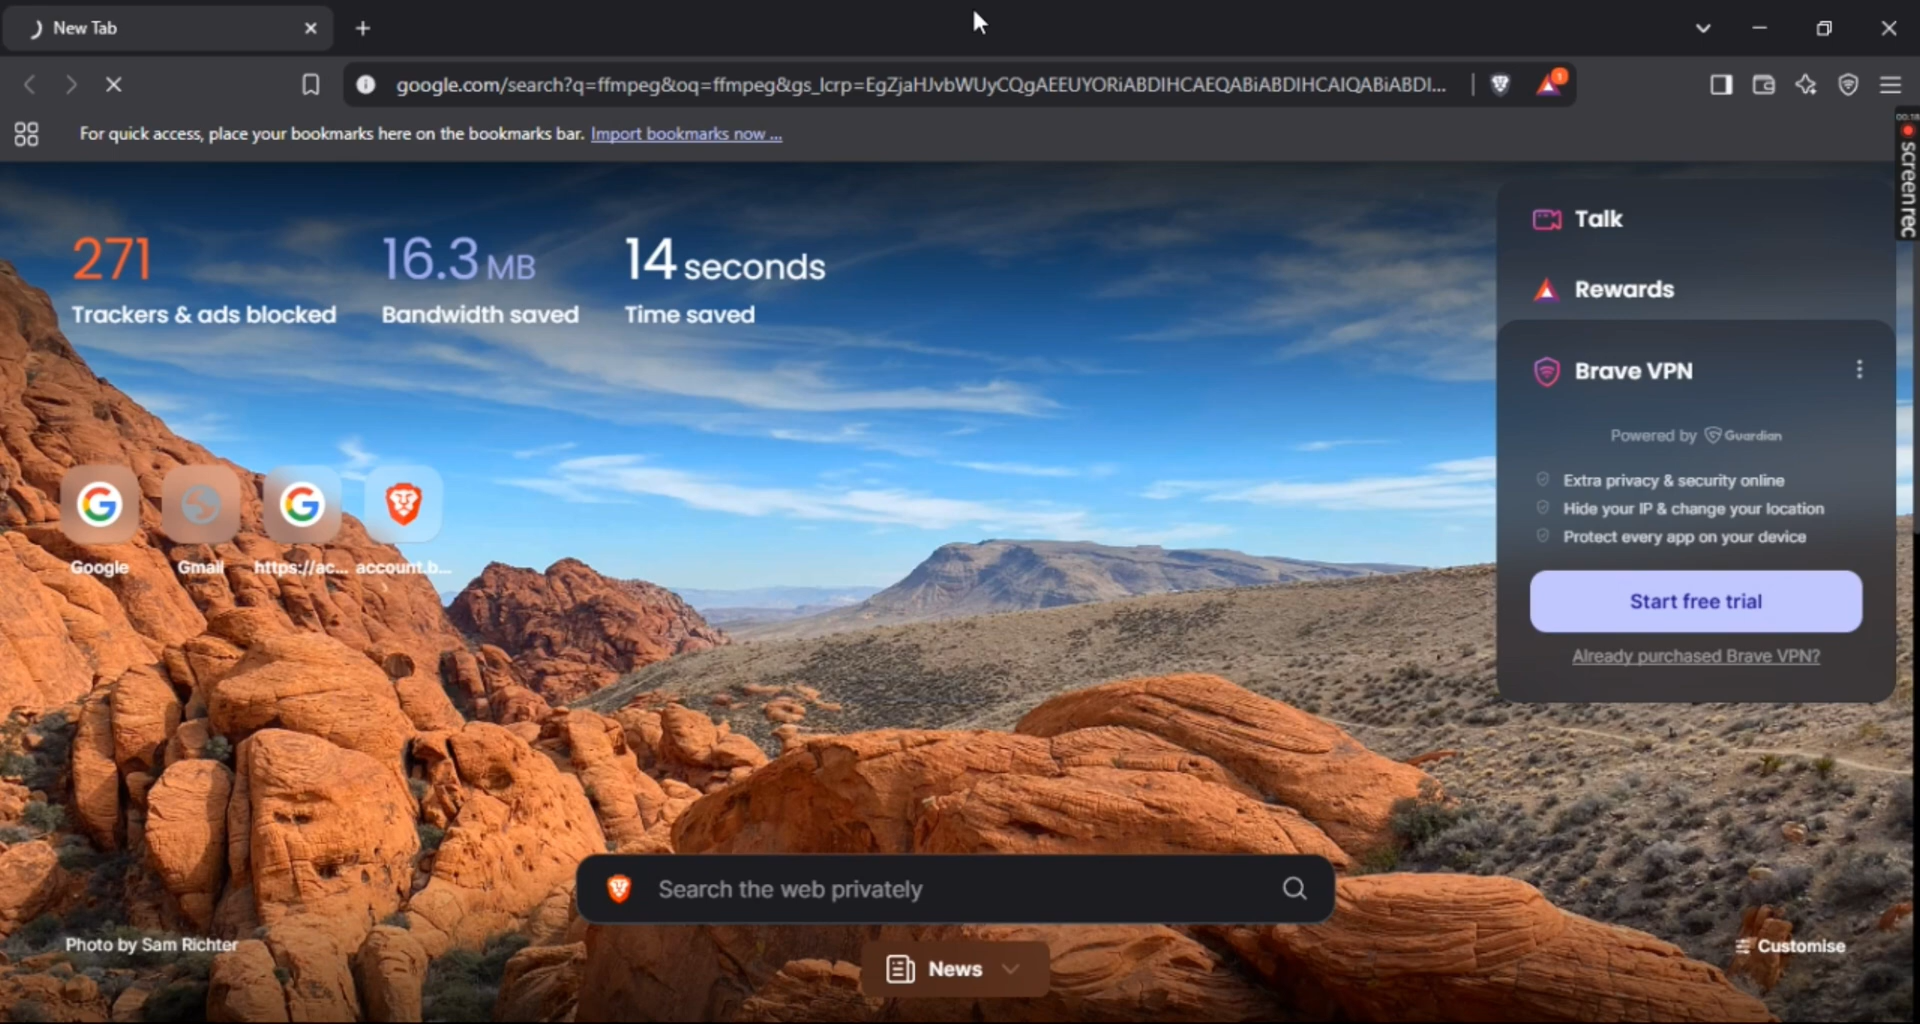 New Tab
google.com/search?q=ffmpeg&oq=ffmpeg&gs_lcrp=EgZjaHJvbWUyCQgAEEUYORiABDIHCAEQABiABDIHCAIQABiABDI...
1
For quick access, place your bookmarks here on the bookmarks bar. Import bookmarks now ...
00:18
screenrec
271
Trackers & ads blocked
16.3 MB
Bandwidth saved
14 seconds
Time saved
Talk
Rewards
Brave VPN
Powered by Guardian
Extra privacy & security online
Hide your IP & change your location
Protect every app on your device
Start free trial
Already purchased Brave VPN?
Google
Gmail
https://ac...
account.b...
Search the web privately
Photo by Sam Richter
Customise
News